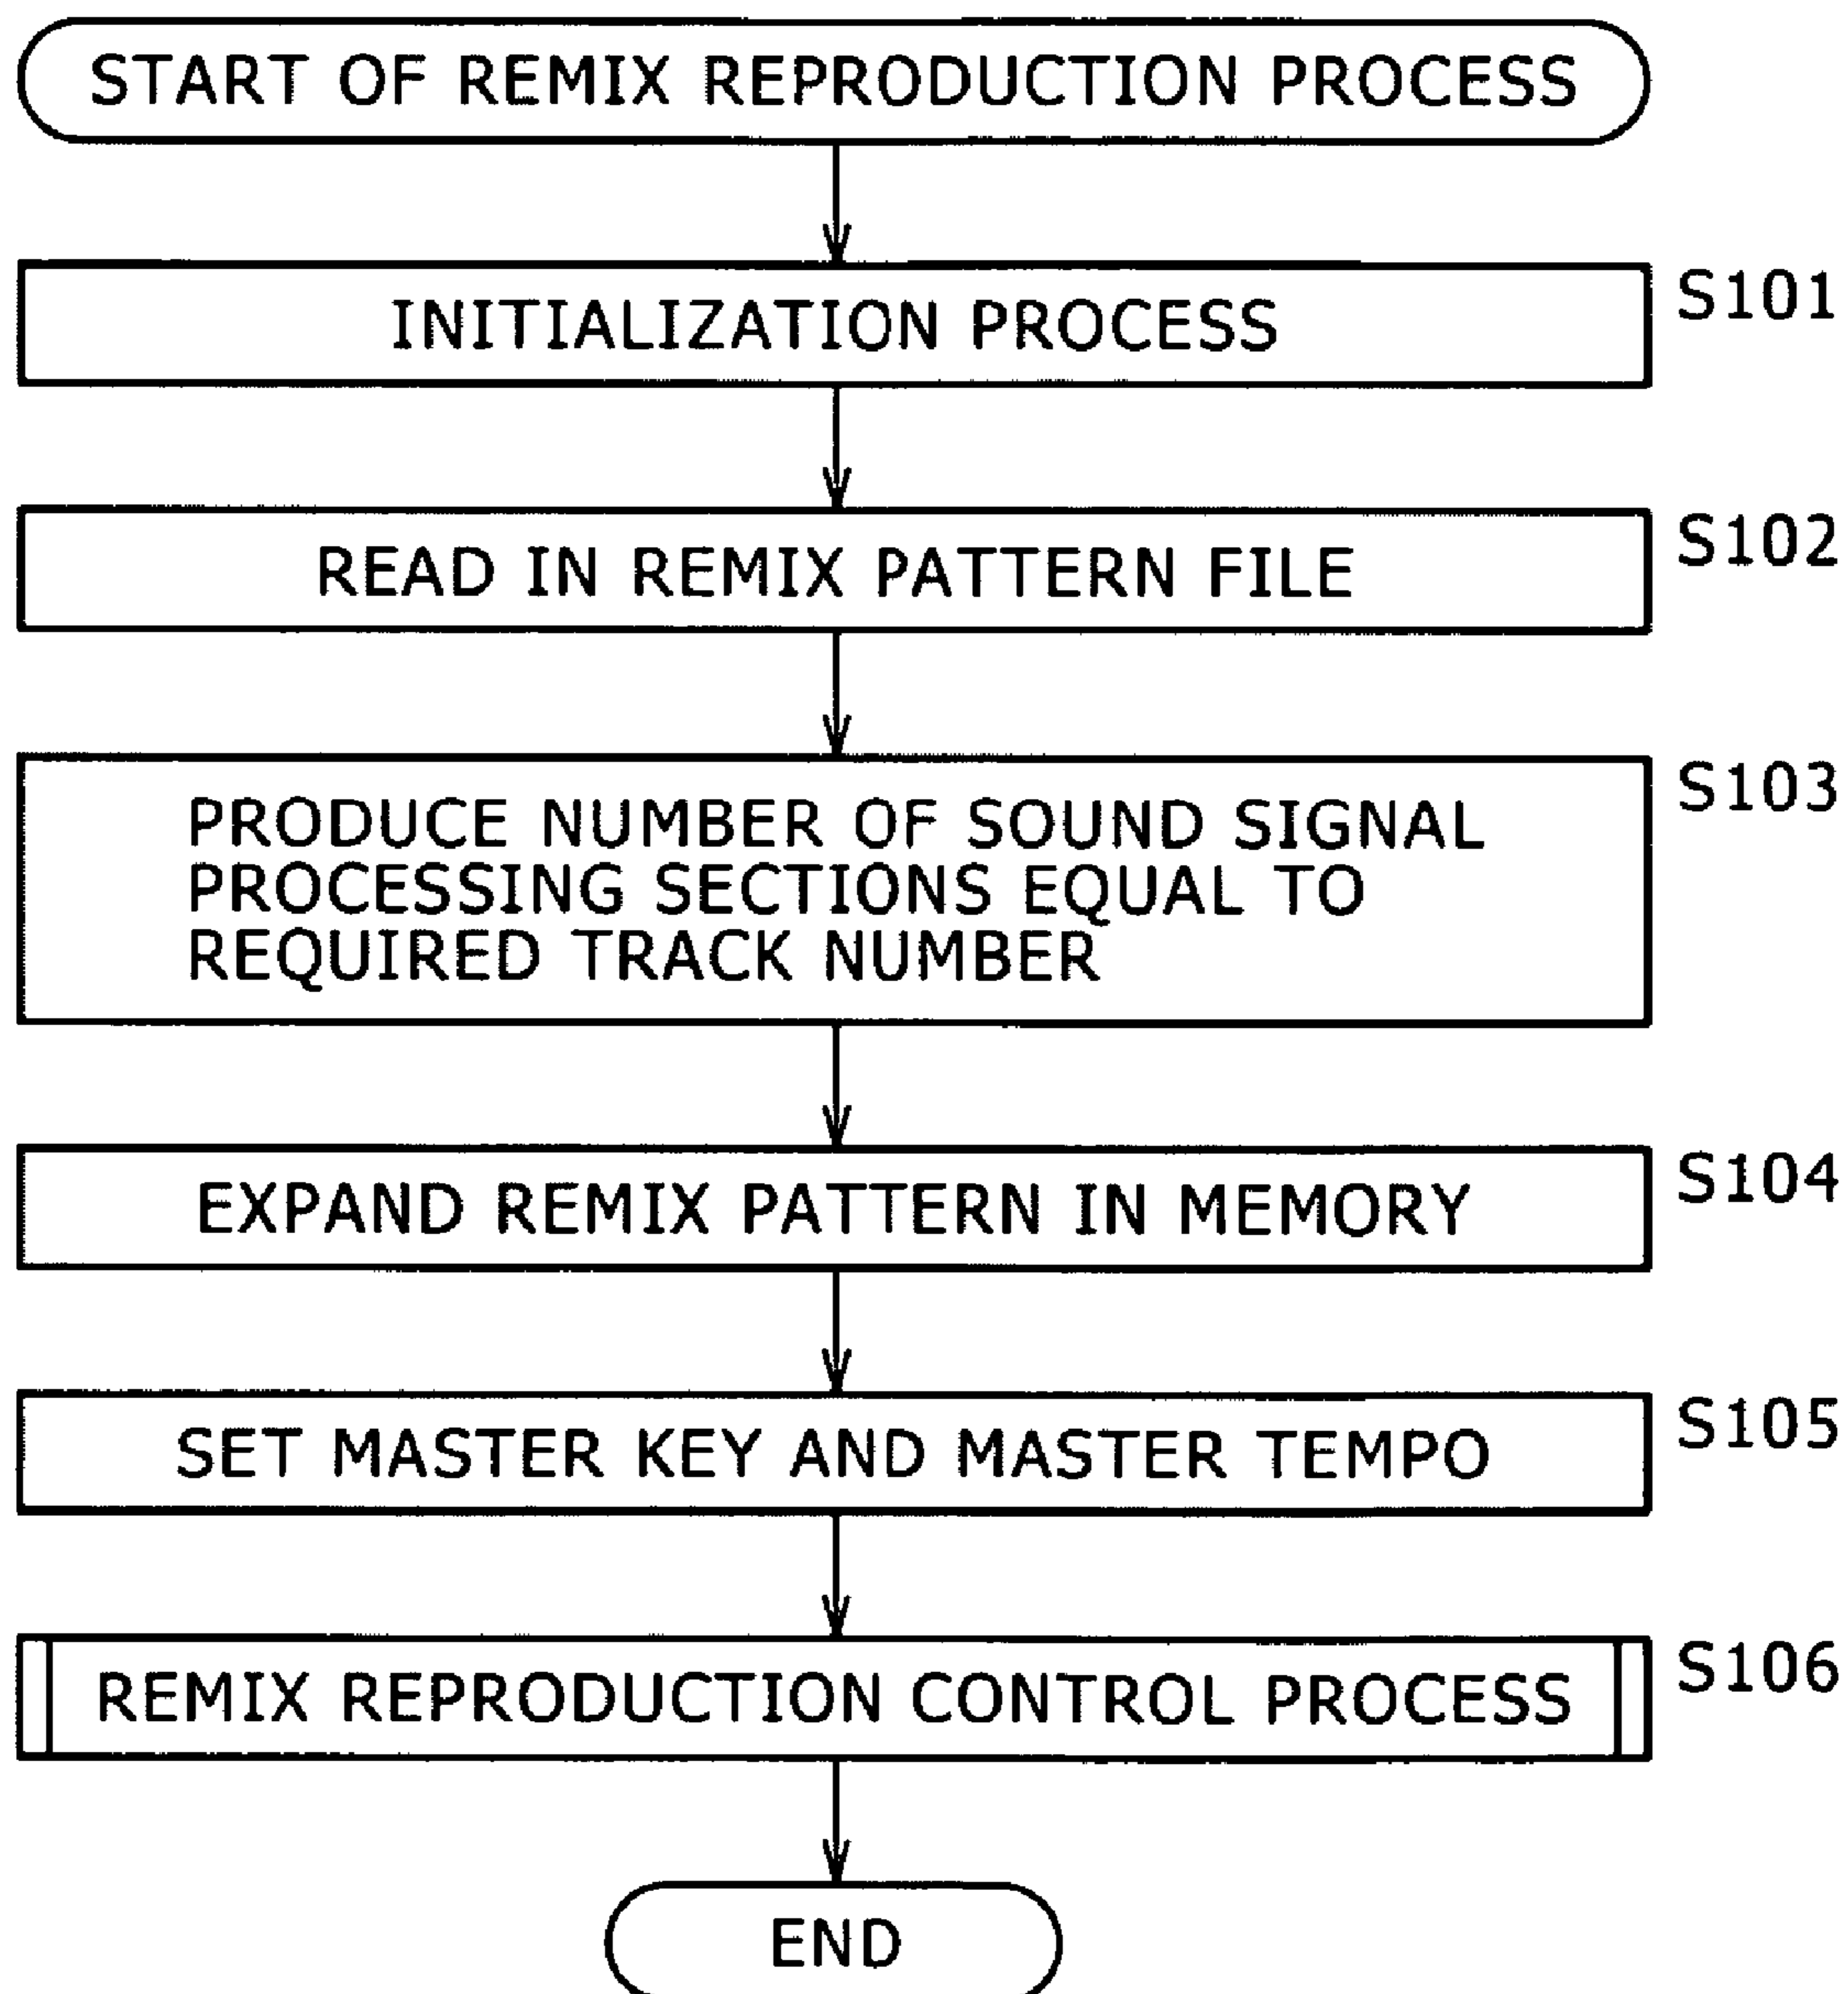 START OF REMIX REPRODUCTION PROCESS
INITIALIZATION PROCESS
S101
READ IN REMIX PATTERN FILE
S102
PRODUCE NUMBER OF SOUND SIGNAL
PROCESSING SECTIONS EQUAL TO
REQUIRED TRACK NUMBER
S103
EXPAND REMIX PATTERN IN MEMORY
S104
SET MASTER KEY AND MASTER TEMPO
S105
REMIX REPRODUCTION CONTROL PROCESS
S106
END